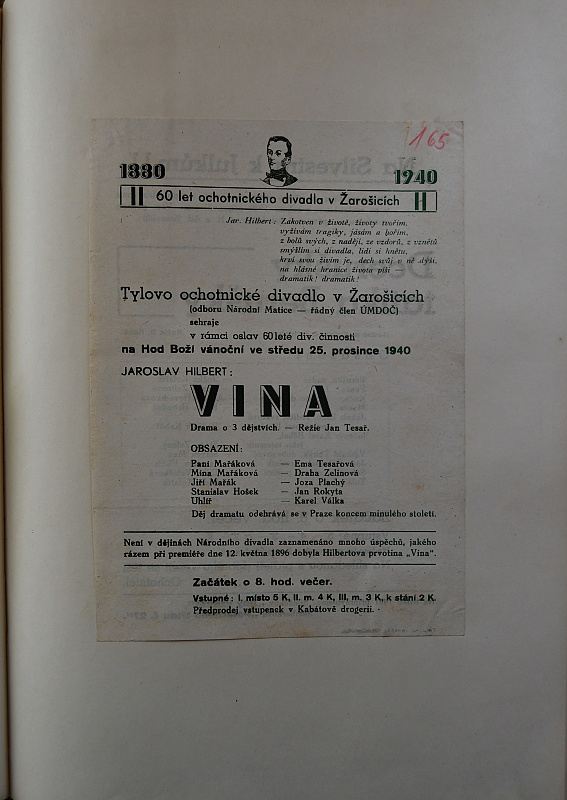 165
1880 1940
60 let ochotnického divadla v Žarošicích
Jar. Hilbert: Zakotven v životě, životy tvořím,
vyžívám tragiky, jásám a hořím,
z bolů svých, z nadějí, ze vzdorů, z vznětů
smýšlím si divadla, lidi si hnětu,
krví svou živím je, dech svůj v ně dýši,
na hlásné hranice života píši
dramatik! dramatik!
Tylovo ochotnické divadlo v Žarošicích
(odboru Národní Matice — řádný člen ÚMDOČ)
sehraje
v rámci oslav 60leté div. činnosti
na Hod Boží vánoční ve středu 25. prosince 1940
JAROSLAV HILBERT:
VINA
Drama o 3 dějstvích. — Režie Jan Tesař.
OBSAZENÍ:
Paní Mařáková — Ema Tesařová
Mína Mařáková — Draha Zelinová
Jiří Mařák — Joza Plachý
Stanislav Hošek — Jan Rokyta
Uhlíř — Karel Válka
Děj dramatu odehrává se v Praze koncem minulého století.
Není v dějinách Národního divadla zaznamenáno mnoho úspěchů, jakého
rázem při premiéře dne 12. května 1896 dobyla Hilbertova prvotina „Vina“.
Začátek o 8. hod. večer.
Vstupné: I. místo 5 K, II. m. 4 K, III. m. 3 K, k stání 2 K.
Předprodej vstupenek v Kabátově drogerii.